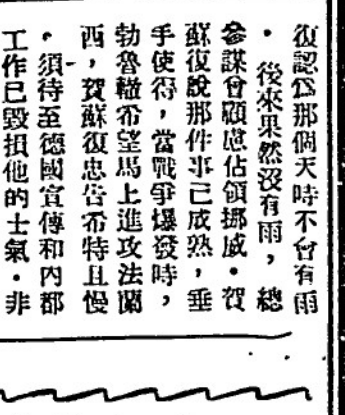 復認爲那個天時不會有雨
。後來果然沒有雨，總
參謀會顧慮佔領挪威。賀
蘇復說那件事已成熟，垂
手使得，當戰爭爆發時，
勃魯轍希望馬上進攻法蘭
西，賀蘇復忠告希特且慢
。須待至德國宣傳和內部
工作已毀損他的士氣。非